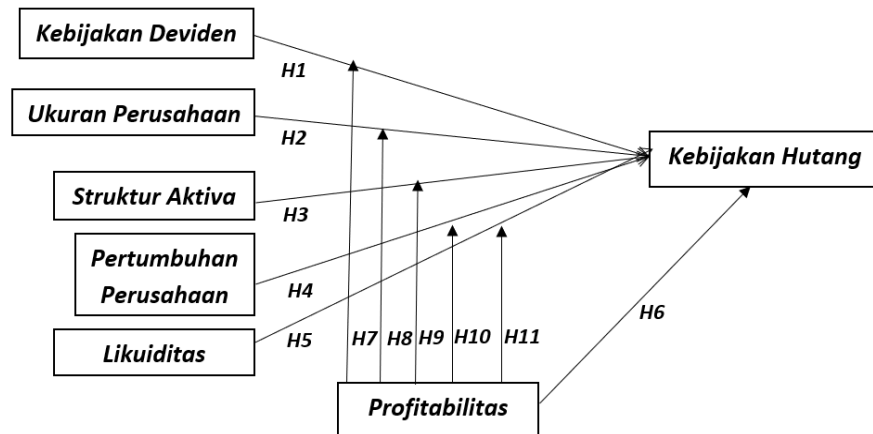 Kebijakan Deviden
H1
Ukuran Perusahaan
H2
Kebijakan Hutang
Struktur Aktiva
H3
Pertumbuhan
Perusahaan
H4
H6
Likuiditas
H5
H7
H8
H9
H10
H11
Profitabilitas